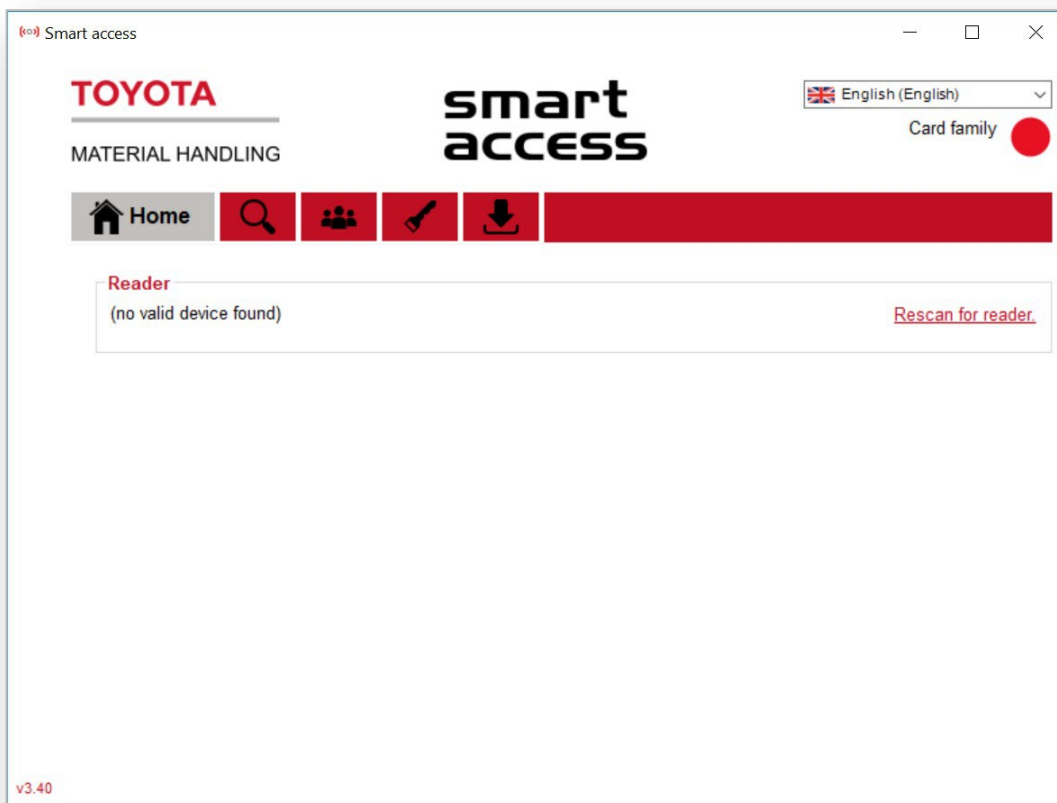 Smart access
TOYOTA
MATERIAL HANDLING
smart
access
English (English)
Card family
Home
Reader
(no valid device found)
Rescan for reader.
v3.40